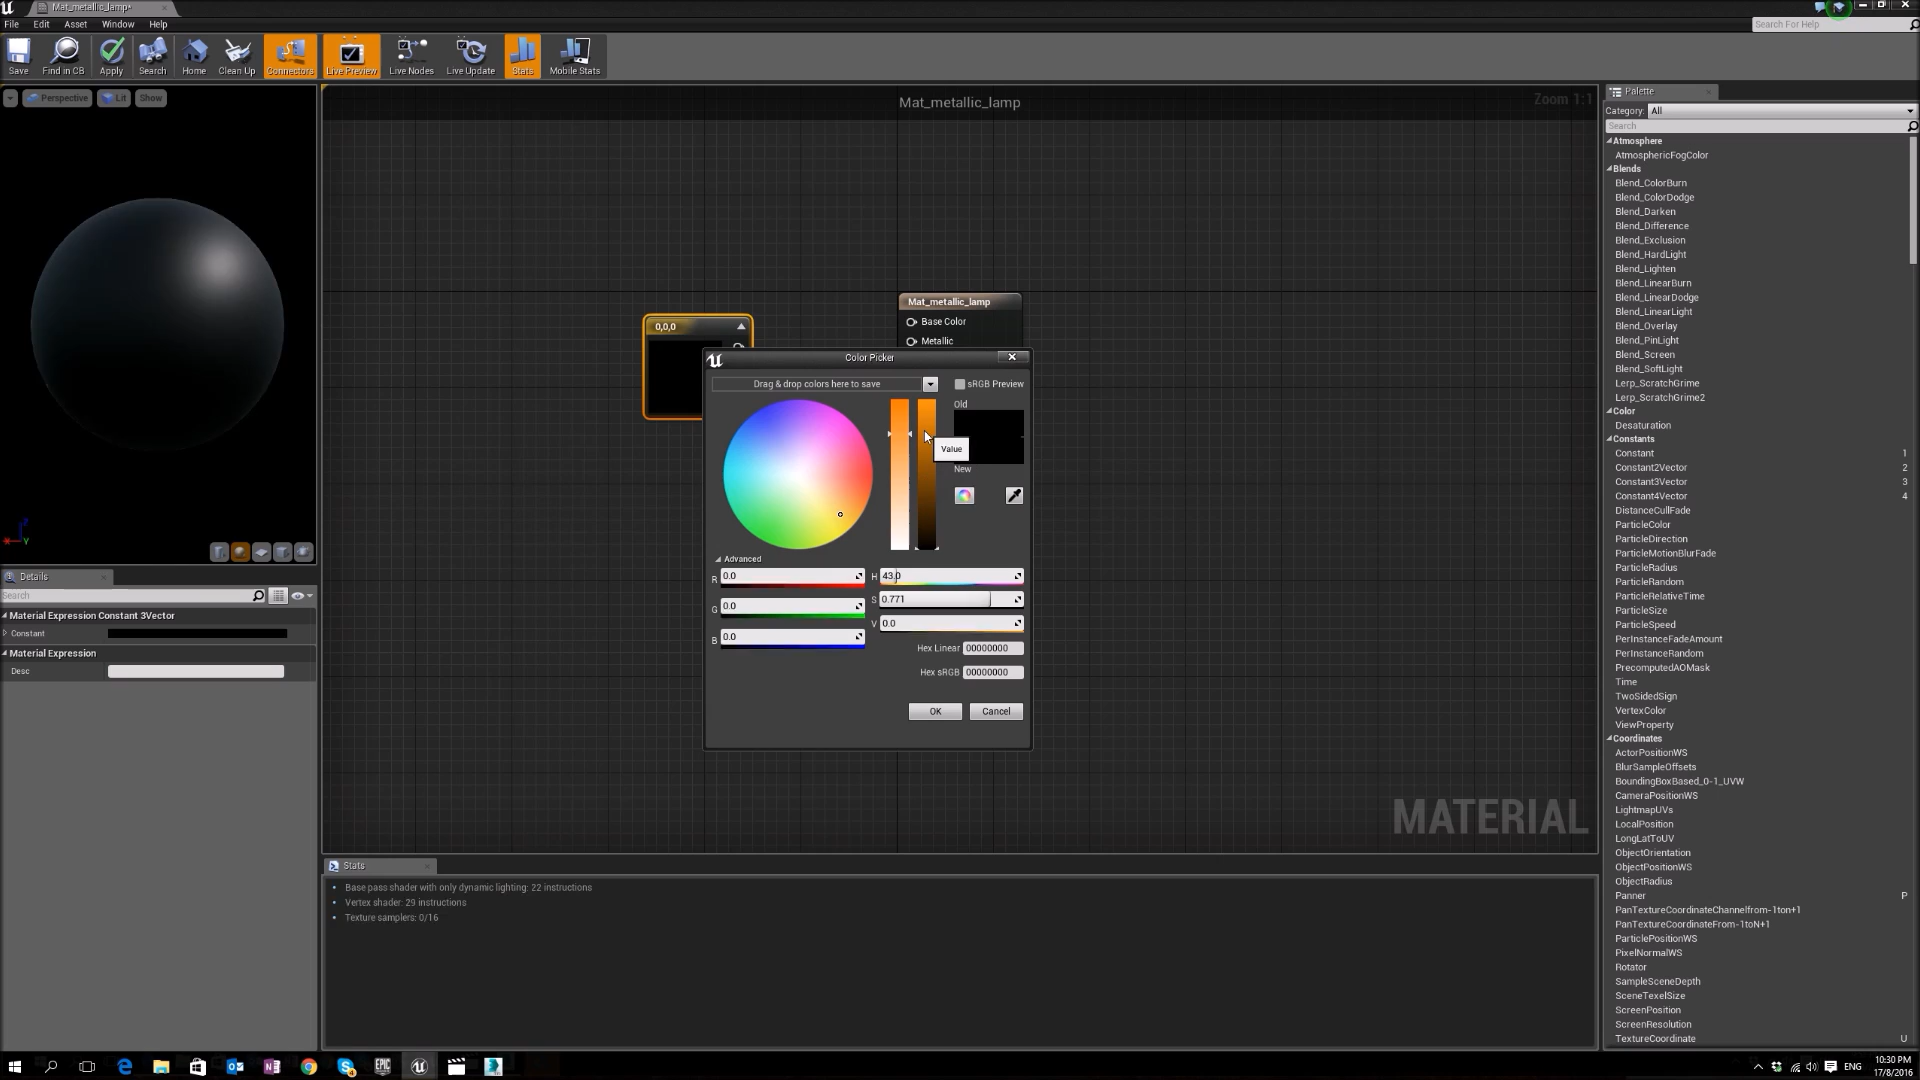 Mat_metallic_lamp*
File Edit Asset Window Help
Search For Help
Save Find in CB Apply Search Home Clean Up Connectors Live Preview Live Nodes Live Update Stats Mobile Stats
Perspective Lit Show
Mat_metallic_lamp
Zoom 1:1
Palette
Category: All
Search
Atmosphere
AtmosphericFogColor
Blends
Blend_ColorBurn
Blend_ColorDodge
Blend_Darken
Blend_Difference
Blend_Exclusion
Blend_HardLight
Blend_Lighten
Blend_LinearBurn
Blend_LinearDodge
Blend_LinearLight
Blend_Overlay
Blend_PinLight
Blend_Screen
Blend_SoftLight
Lerp_ScratchGrime
Lerp_ScratchGrime2
Color
Desaturation
Constants
Constant 1
Constant2Vector 2
Constant3Vector 3
Constant4Vector 4
DistanceCullFade
ParticleColor
ParticleDirection
ParticleMotionBlurFade
ParticleRadius
ParticleRandom
ParticleRelativeTime
ParticleSize
ParticleSpeed
PerInstanceFadeAmount
PerInstanceRandom
PrecomputedAOMask
Time
TwoSidedSign
VertexColor
ViewProperty
Coordinates
ActorPositionWS
BlurSampleOffsets
BoundingBoxBased_0-1_UVW
CameraPositionWS
LightmapUVs
LocalPosition
LongLatToUV
ObjectOrientation
ObjectPositionWS
ObjectRadius
Panner P
PanTextureCoordinateChannelfrom-1ton+1
PanTextureCoordinateFrom-1toN+1
ParticlePositionWS
PixelNormalWS
Rotator
SampleSceneDepth
SceneTexelSize
ScreenPosition
ScreenResolution
TextureCoordinate U
0,0,0
Mat_metallic_lamp
Base Color
Metallic
Color Picker
Drag & drop colors here to save
sRGB Preview
Old
Value
New
Advanced
R 0.0
G 0.0
B 0.0
H 43.0
S 0.771
V 0.0
Hex Linear 00000000
Hex sRGB 00000000
OK Cancel
MATERIAL
Z
Y
Details
Search
Material Expression Constant 3Vector
Constant
Material Expression
Desc
Stats
Base pass shader with only dynamic lighting: 22 instructions
Vertex shader: 29 instructions
Texture samplers: 0/16
EPIC
ENG
10:30 PM
17/8/2016